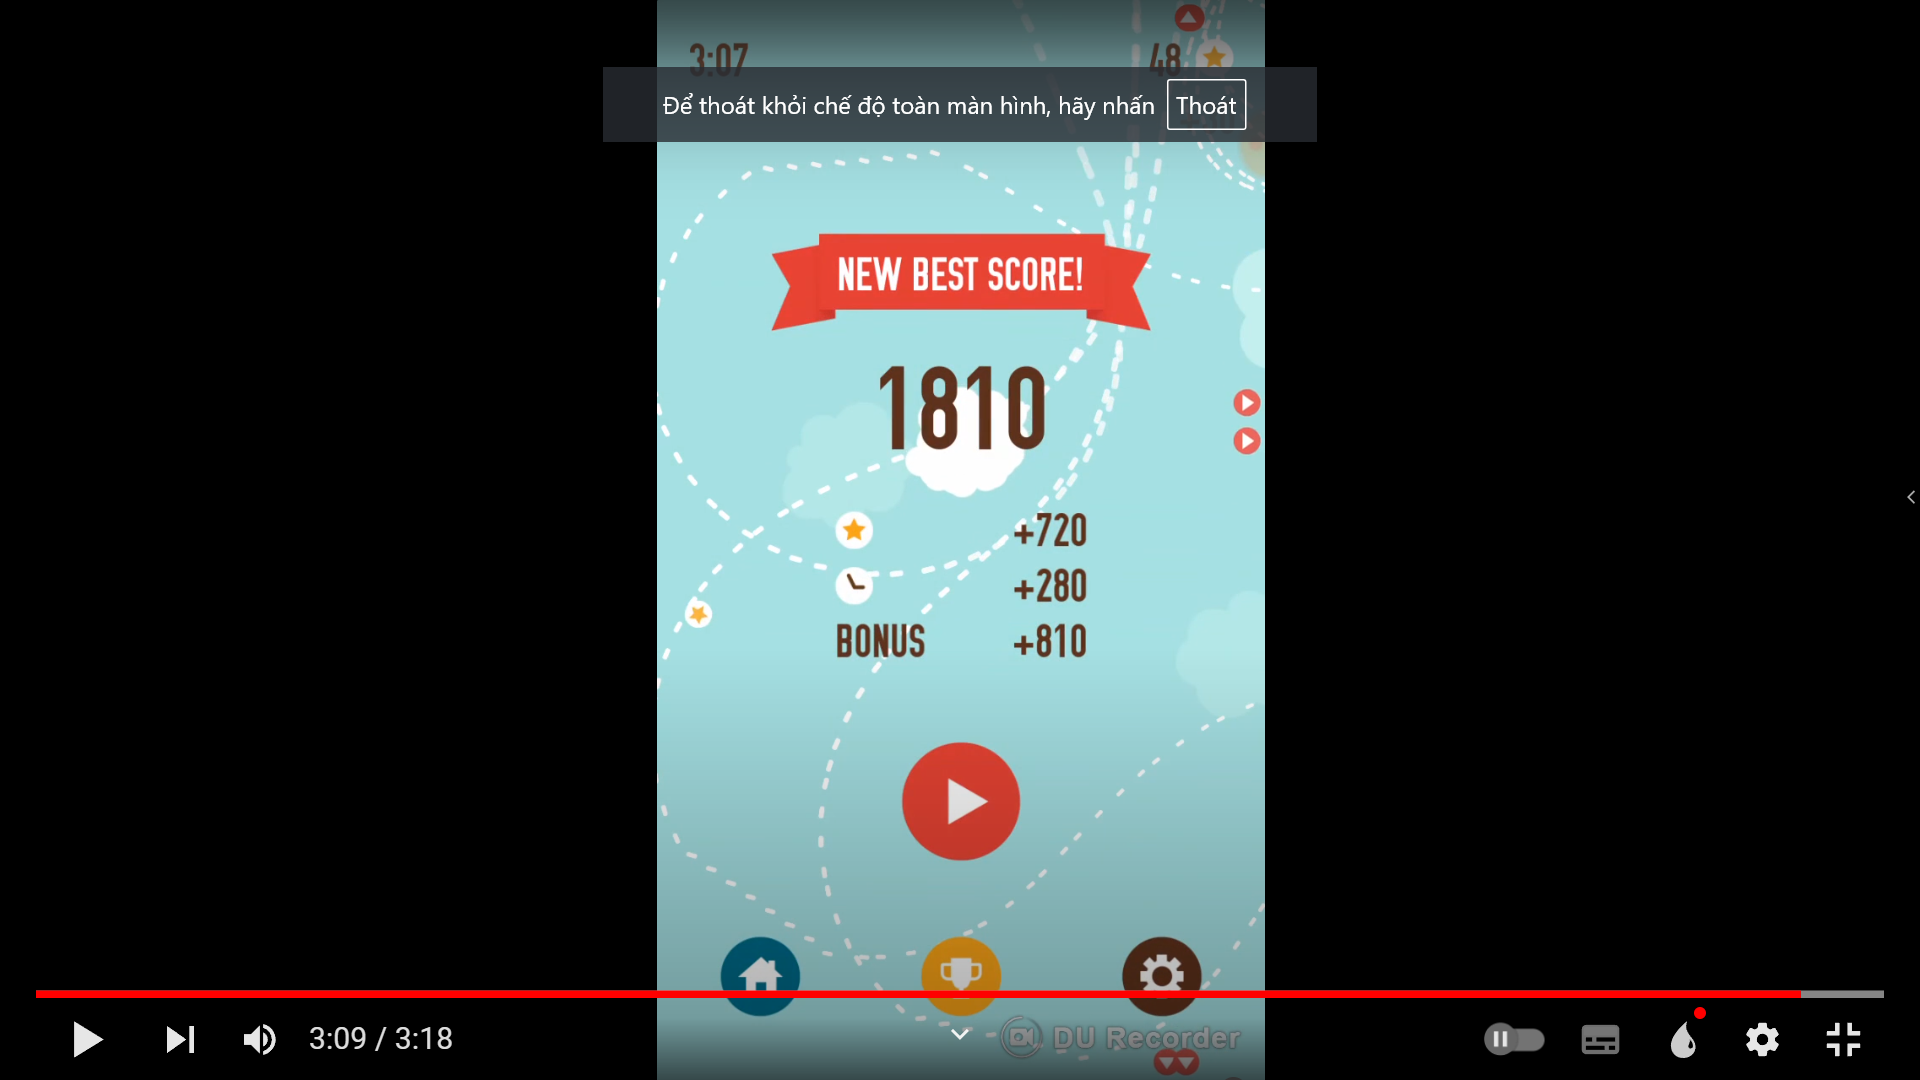 3:07
48
Để thoát khỏi chế độ toàn màn hình, hãy nhấn Thoát
NEW BEST SCORE!
1810
+720
+280
BONUS +810
3:09 / 3:18
DU Recorder